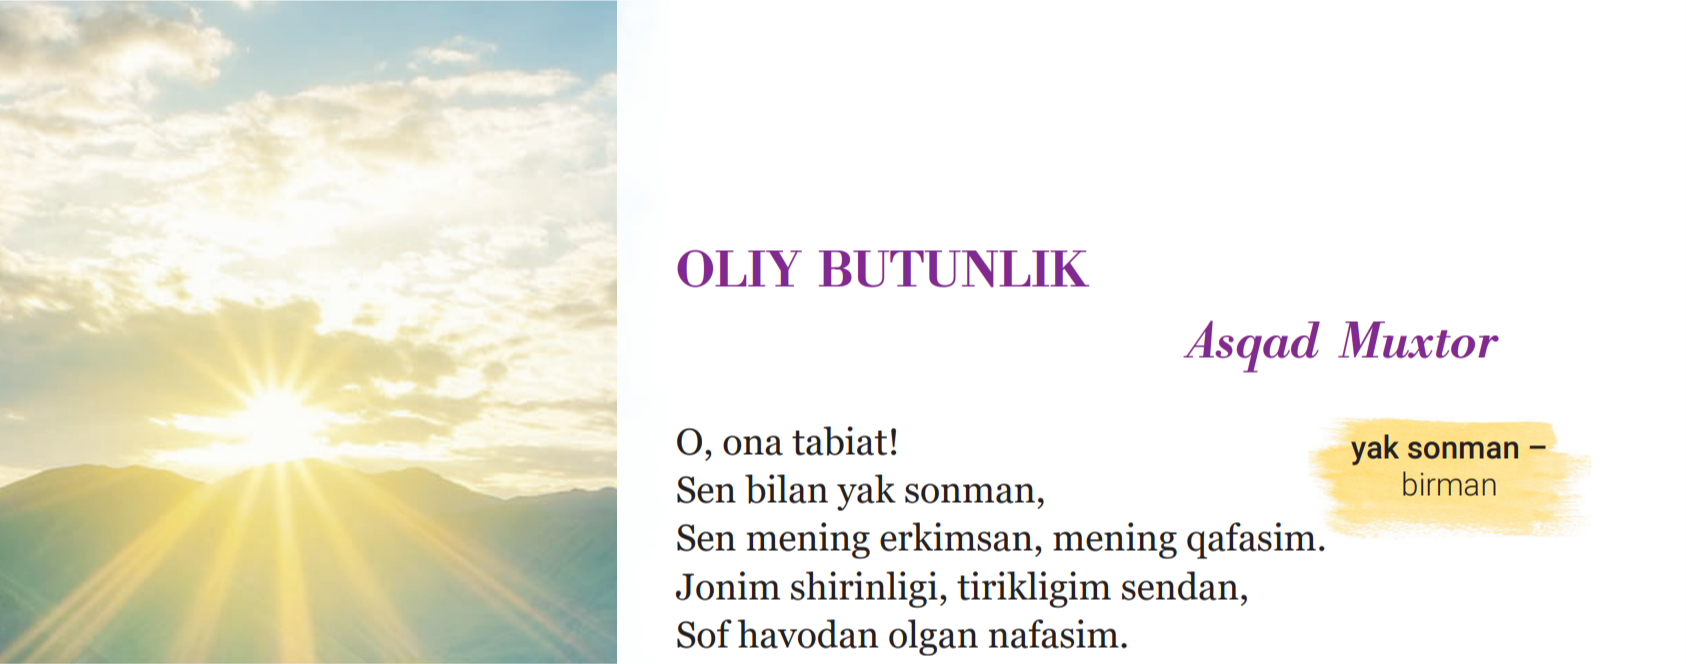 OLIY BUTUNLIK
Asqad Muxtor
O, ona tabiat!
Sen bilan yak sonman,
Sen mening erkimsan, mening qafasim.
Jonim shirinligi, tirikligim sendan,
Sof havodan olgan nafasim.
yak sonman –
birman